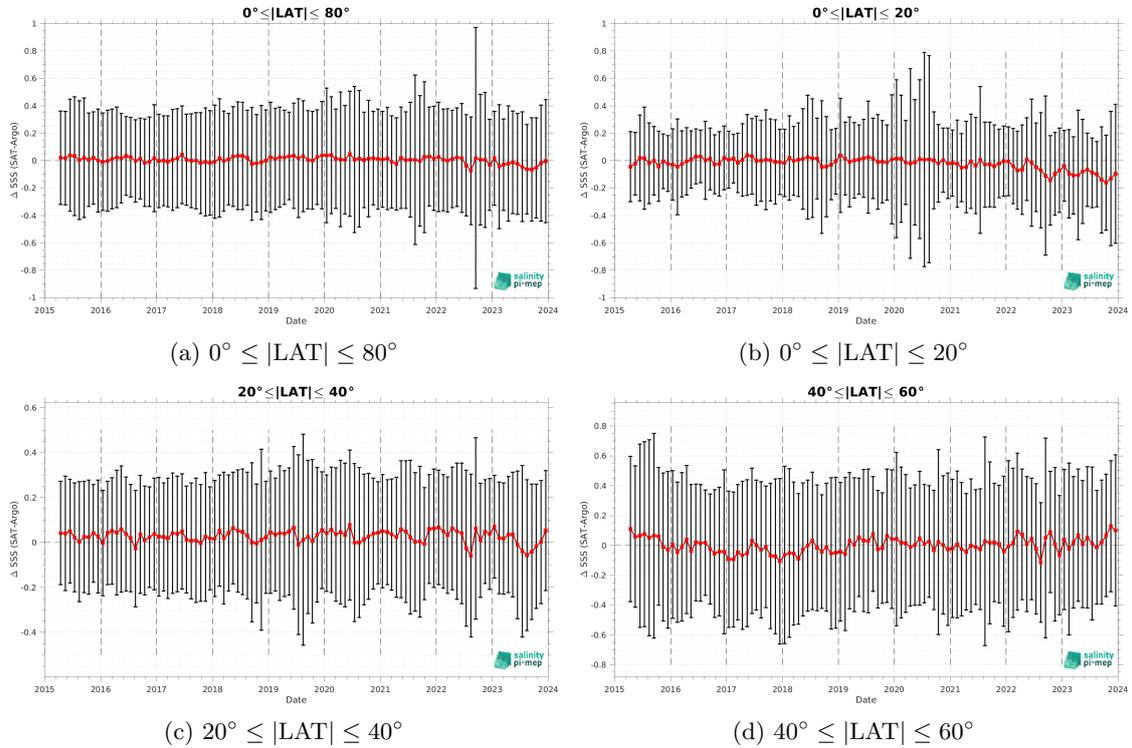 0°≤|LAT|≤ 80°
1
0.8
0.6
0.4
0.2
0
-0.2
-0.4
-0.6
-0.8
-1
Δ SSS (SAT-Argo)
salinity
pi-mep
2015 2016 2017 2018 2019 2020 2021 2022 2023 2024
Date
(a) 0° ≤ |LAT| ≤ 80°
0°≤|LAT|≤ 20°
1
0.8
0.6
0.4
0.2
0
-0.2
-0.4
-0.6
-0.8
-1
Δ SSS (SAT-Argo)
salinity
pi-mep
2015 2016 2017 2018 2019 2020 2021 2022 2023 2024
Date
(b) 0° ≤ |LAT| ≤ 20°
20°≤|LAT|≤ 40°
0.6
0.4
0.2
0
-0.2
-0.4
Δ SSS (SAT-Argo)
salinity
pi-mep
2015 2016 2017 2018 2019 2020 2021 2022 2023 2024
Date
(c) 20° ≤ |LAT| ≤ 40°
40°≤|LAT|≤ 60°
0.8
0.6
0.4
0.2
0
-0.2
-0.4
-0.6
-0.8
Δ SSS (SAT-Argo)
salinity
pi-mep
2015 2016 2017 2018 2019 2020 2021 2022 2023 2024
Date
(d) 40° ≤ |LAT| ≤ 60°